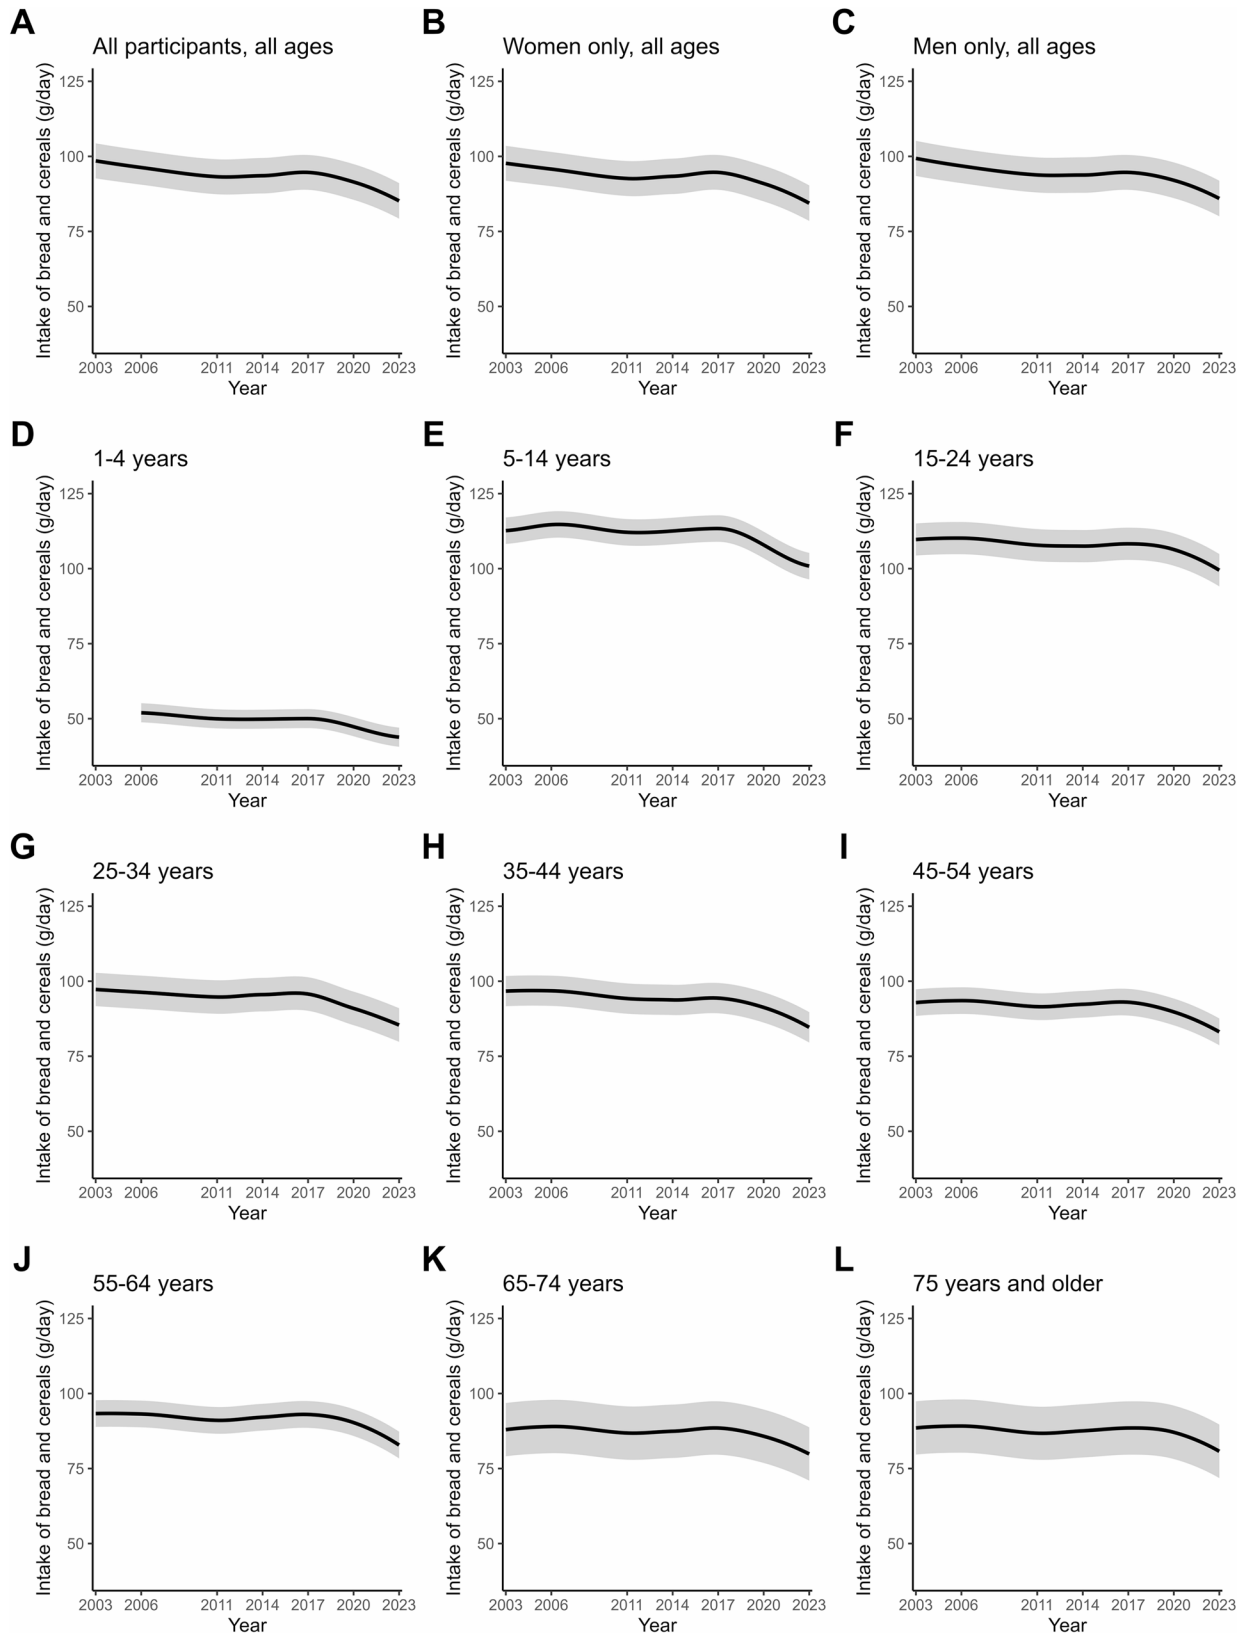 A
All participants, all ages
Intake of bread and cereals (g/day)
125
100
75
50
2003 2006 2011 2014 2017 2020 2023
Year
B
Women only, all ages
Intake of bread and cereals (g/day)
125
100
75
50
2003 2006 2011 2014 2017 2020 2023
Year
C
Men only, all ages
Intake of bread and cereals (g/day)
125
100
75
50
2003 2006 2011 2014 2017 2020 2023
Year
D
1-4 years
Intake of bread and cereals (g/day)
125
100
75
50
2003 2006 2011 2014 2017 2020 2023
Year
E
5-14 years
Intake of bread and cereals (g/day)
125
100
75
50
2003 2006 2011 2014 2017 2020 2023
Year
F
15-24 years
Intake of bread and cereals (g/day)
125
100
75
50
2003 2006 2011 2014 2017 2020 2023
Year
G
25-34 years
Intake of bread and cereals (g/day)
125
100
75
50
2003 2006 2011 2014 2017 2020 2023
Year
H
35-44 years
Intake of bread and cereals (g/day)
125
100
75
50
2003 2006 2011 2014 2017 2020 2023
Year
I
45-54 years
Intake of bread and cereals (g/day)
125
100
75
50
2003 2006 2011 2014 2017 2020 2023
Year
J
55-64 years
Intake of bread and cereals (g/day)
125
100
75
50
2003 2006 2011 2014 2017 2020 2023
Year
K
65-74 years
Intake of bread and cereals (g/day)
125
100
75
50
2003 2006 2011 2014 2017 2020 2023
Year
L
75 years and older
Intake of bread and cereals (g/day)
125
100
75
50
2003 2006 2011 2014 2017 2020 2023
Year